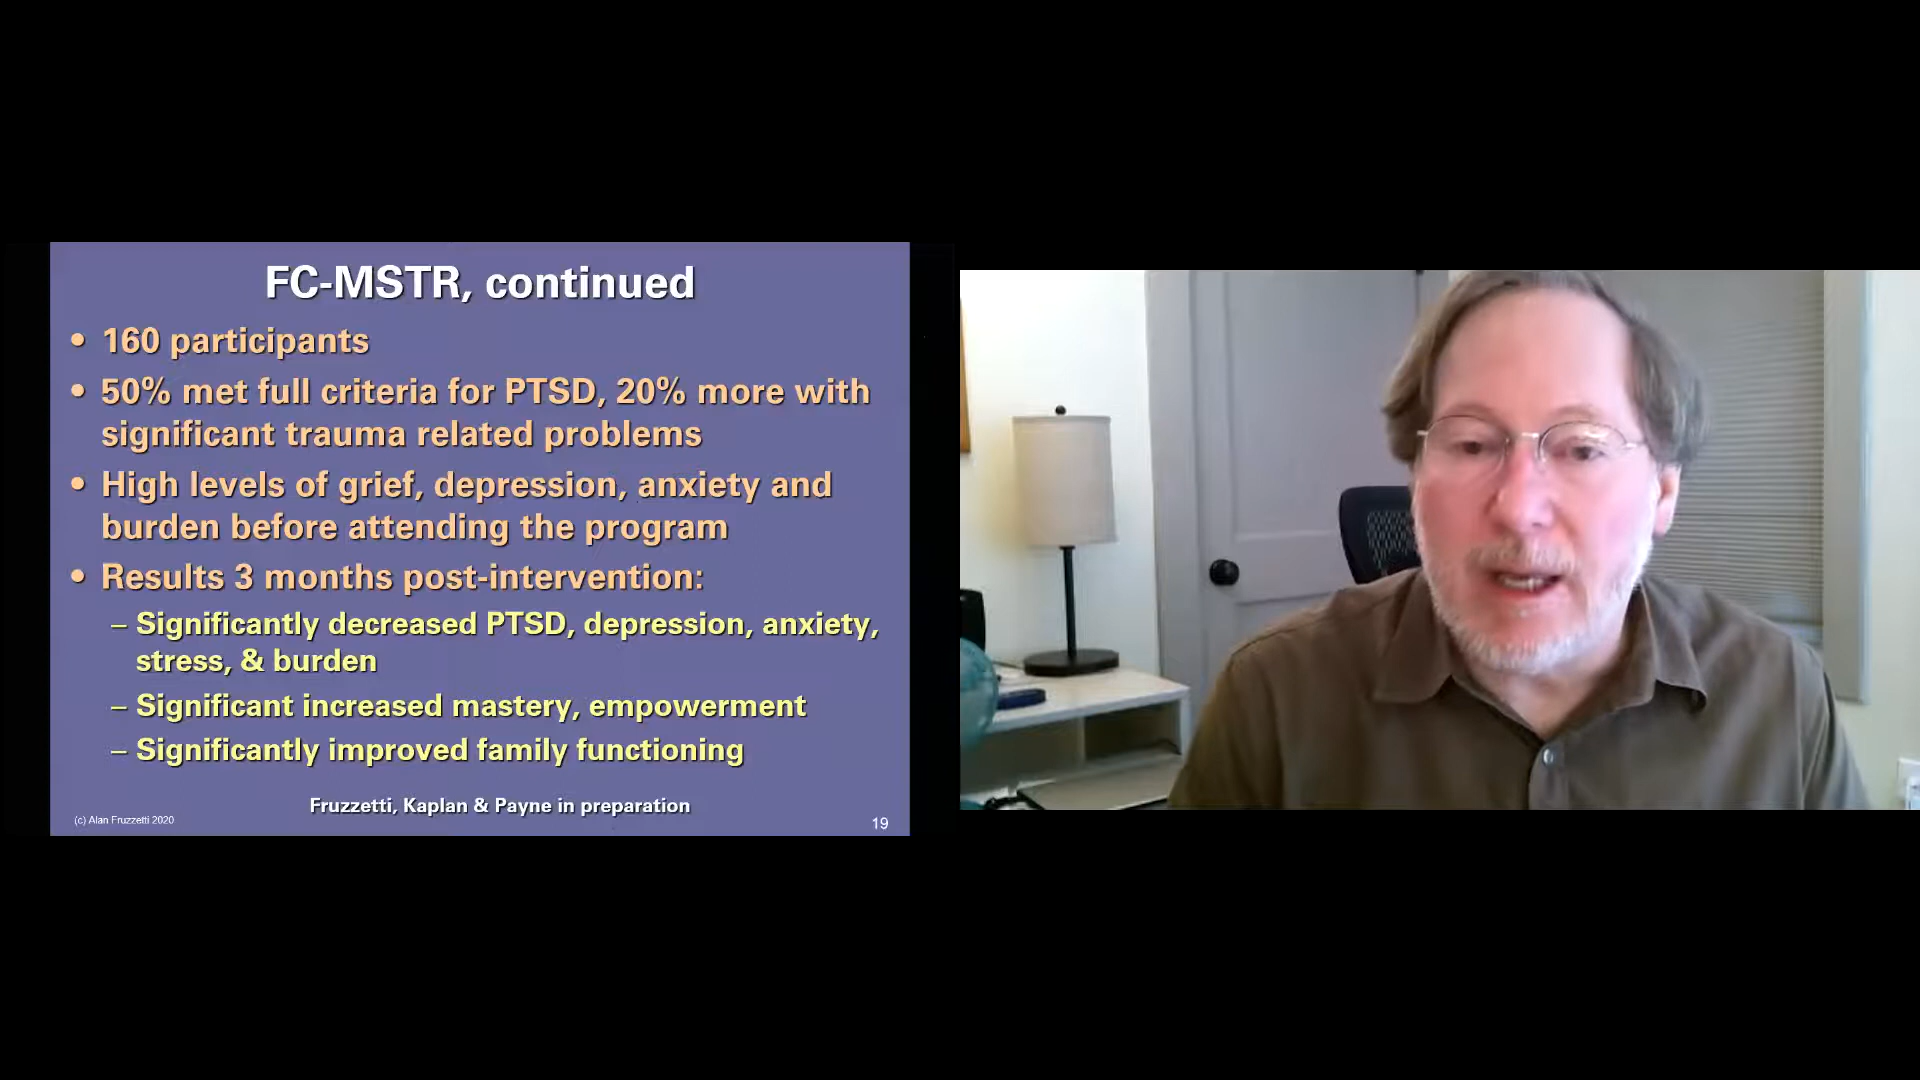 FC-MSTR, continued
• 160 participants
• 50% met full criteria for PTSD, 20% more with
significant trauma related problems
• High levels of grief, depression, anxiety and
burden before attending the program
• Results 3 months post-intervention:
– Significantly decreased PTSD, depression, anxiety,
stress, & burden
– Significant increased mastery, empowerment
– Significantly improved family functioning
Fruzzetti, Kaplan & Payne in preparation
(c) Alan Fruzzetti 2020
19